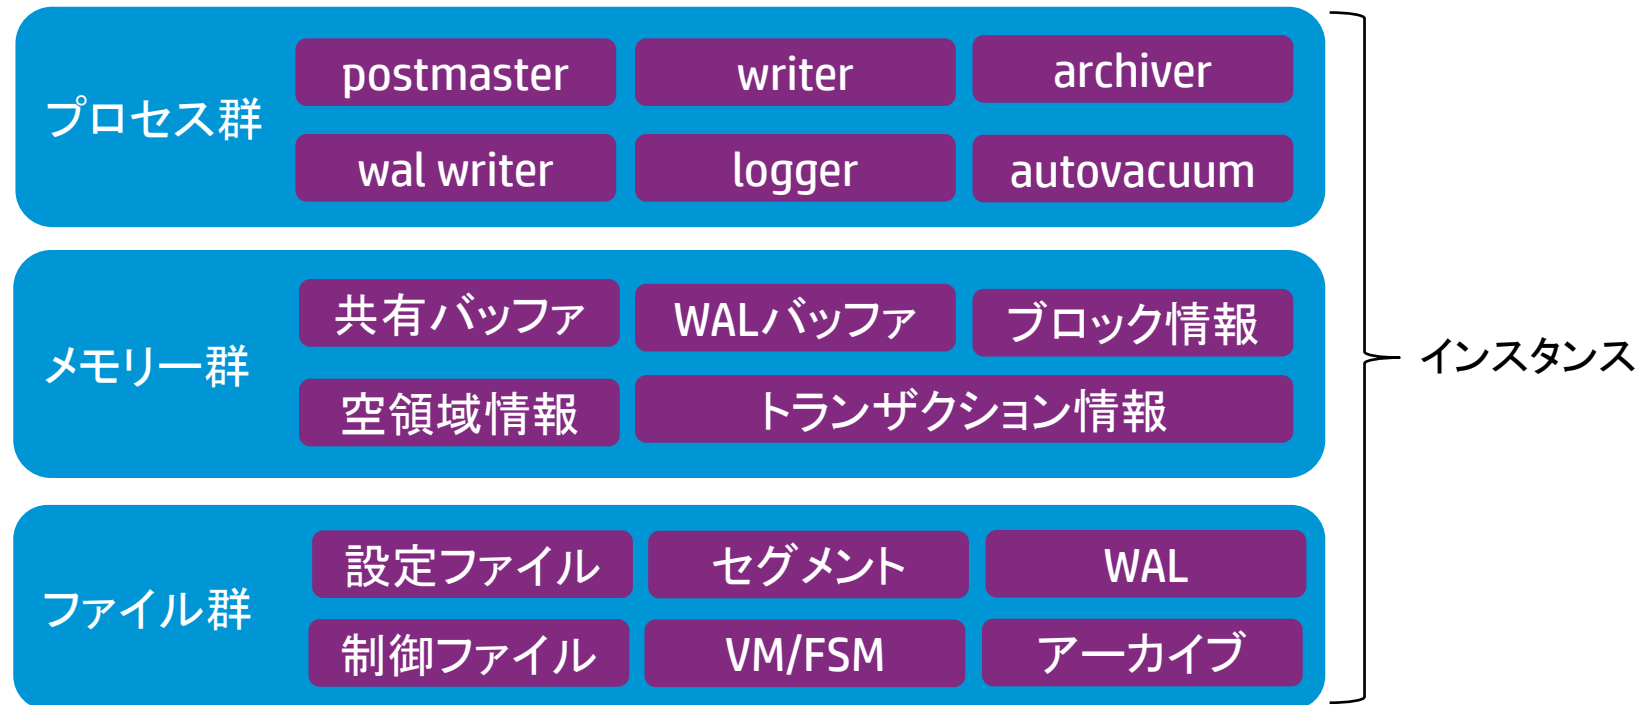 プロセス群
postmaster
writer
archiver
wal writer
logger
autovacuum
メモリー群
共有バッファ
WALバッファ
ブロック情報
空領域情報
トランザクション情報
インスタンス
ファイル群
設定ファイル
セグメント
WAL
制御ファイル
VM/FSM
アーカイブ